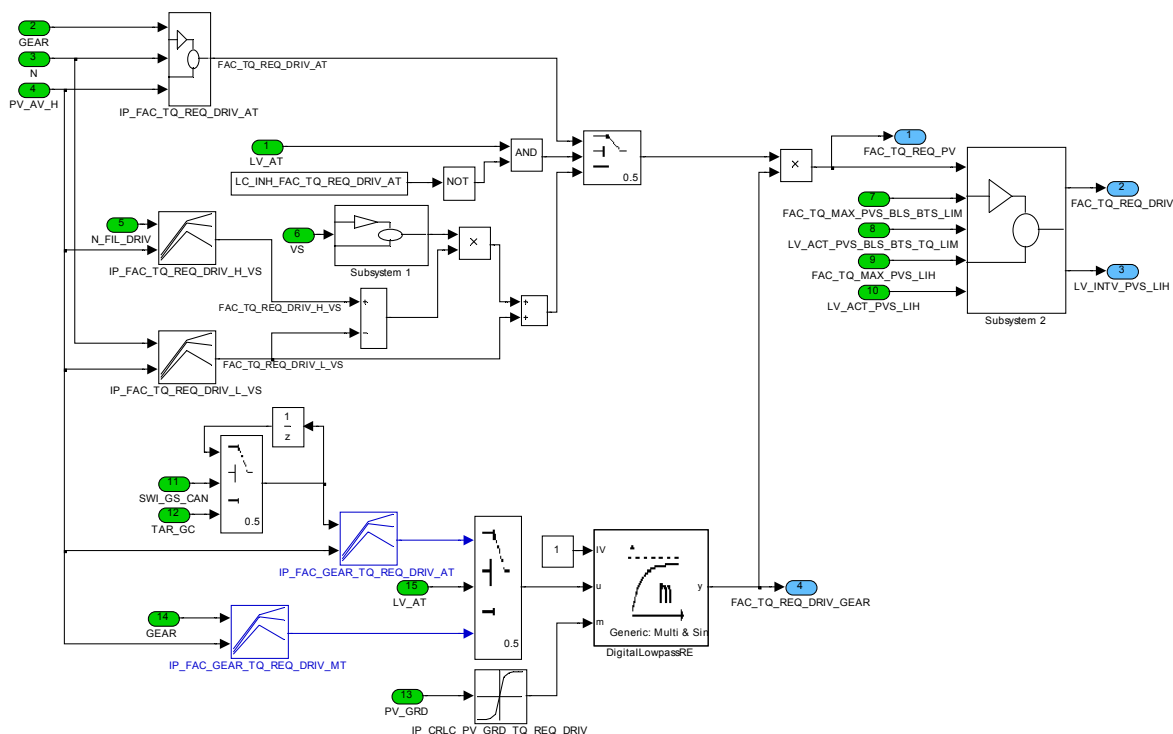 2
GEAR
3
N
4
PV_AV_H
FAC_TQ_REQ_DRIV_AT
IP_FAC_TQ_REQ_DRIV_AT
1
LV_AT
AND
LC_INH_FAC_TQ_REQ_DRIV_AT
NOT
0.5
×
1
FAC_TQ_REQ_PV
7
FAC_TQ_MAX_PVS_BLS_BTS_LIM
8
LV_ACT_PVS_BLS_BTS_TQ_LIM
9
FAC_TQ_MAX_PVS_LIH
10
LV_ACT_PVS_LIH
Subsystem 2
2
FAC_TQ_REQ_DRIV
3
LV_INTV_PVS_LIH
5
N_FIL_DRIV
IP_FAC_TQ_REQ_DRIV_H_VS
6
VS
Subsystem 1
×
FAC_TQ_REQ_DRIV_H_VS
+
−
+
+
FAC_TQ_REQ_DRIV_L_VS
IP_FAC_TQ_REQ_DRIV_L_VS
1
z
11
SWI_GS_CAN
12
TAR_GC
0.5
IP_FAC_GEAR_TQ_REQ_DRIV_AT
15
LV_AT
14
GEAR
IP_FAC_GEAR_TQ_REQ_DRIV_MT
0.5
1
IV
u
m
y
m
Generic: Multi & Sin
DigitalLowpassRE
4
FAC_TQ_REQ_DRIV_GEAR
13
PV_GRD
IP_CRLC_PV_GRD_TQ_REQ_DRIV